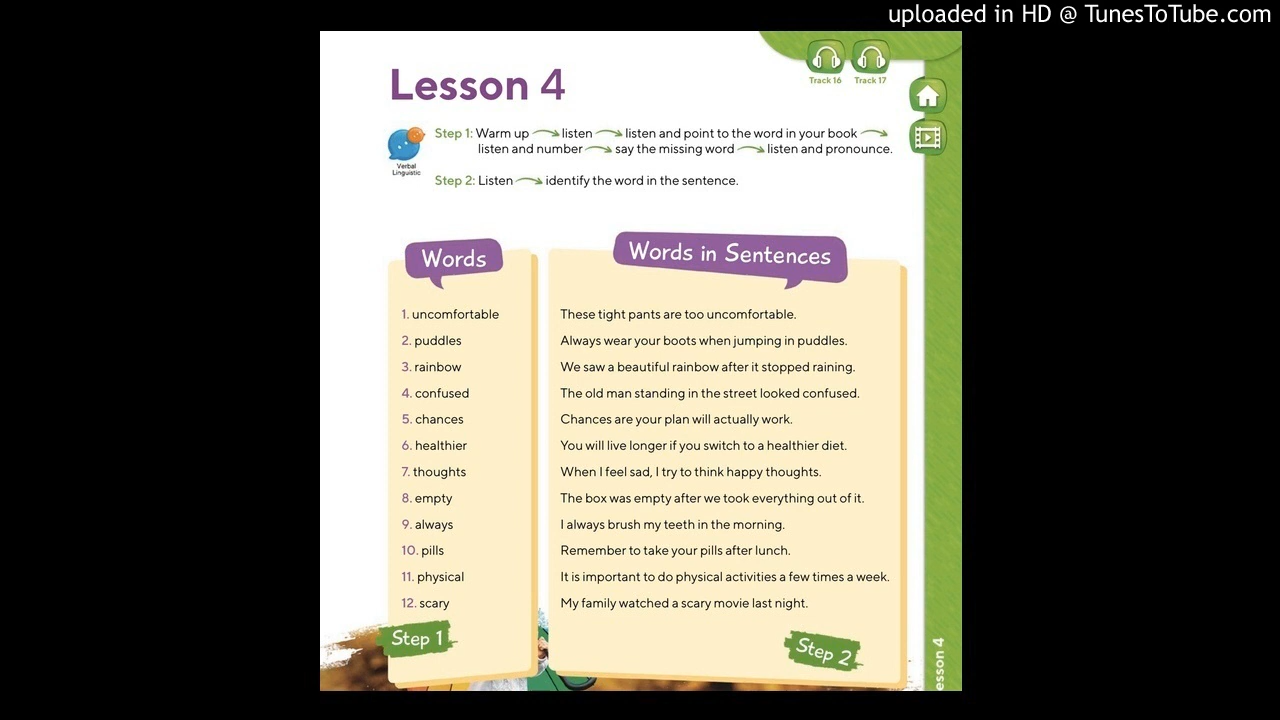 uploaded in HD @ TunesToTube.com
Track 16 Track 17
Lesson 4
Verbal
Linguistic
Step 1: Warm up listen listen and point to the word in your book
listen and number say the missing word listen and pronounce.
Step 2: Listen identify the word in the sentence.
Words
1. uncomfortable
2. puddles
3. rainbow
4. confused
5. chances
6. healthier
7. thoughts
8. empty
9. always
10. pills
11. physical
12. scary
Step 1
Words in Sentences
These tight pants are too uncomfortable.
Always wear your boots when jumping in puddles.
We saw a beautiful rainbow after it stopped raining.
The old man standing in the street looked confused.
Chances are your plan will actually work.
You will live longer if you switch to a healthier diet.
When I feel sad, I try to think happy thoughts.
The box was empty after we took everything out of it.
I always brush my teeth in the morning.
Remember to take your pills after lunch.
It is important to do physical activities a few times a week.
My family watched a scary movie last night.
Step 2
esson 4